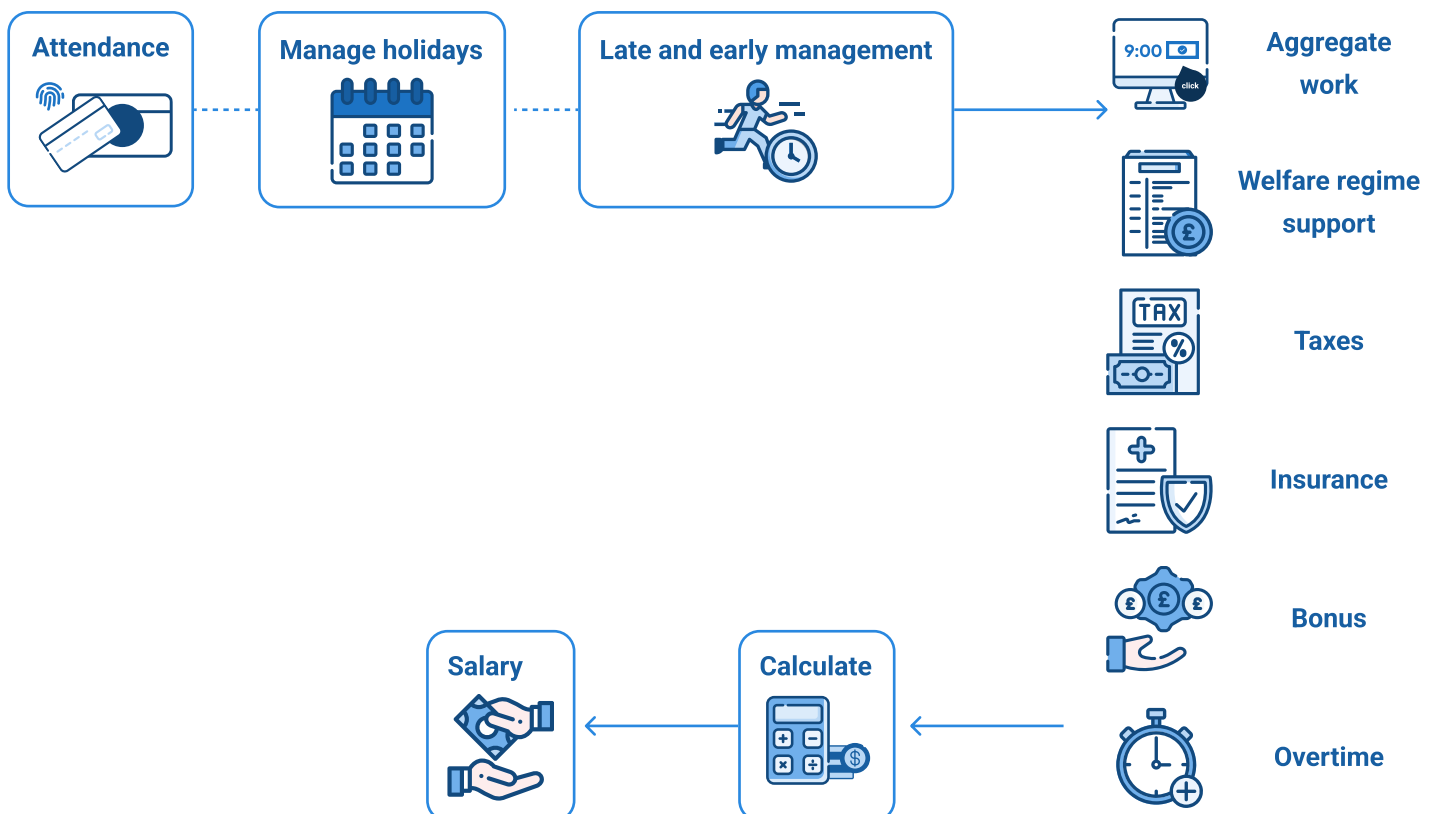 Attendance
Manage holidays
Late and early management
9:00
click
Aggregate
work
Welfare regime
support
£
TAX
%
Taxes
Insurance
£ £ £
Bonus
Salary
Calculate
$
Overtime